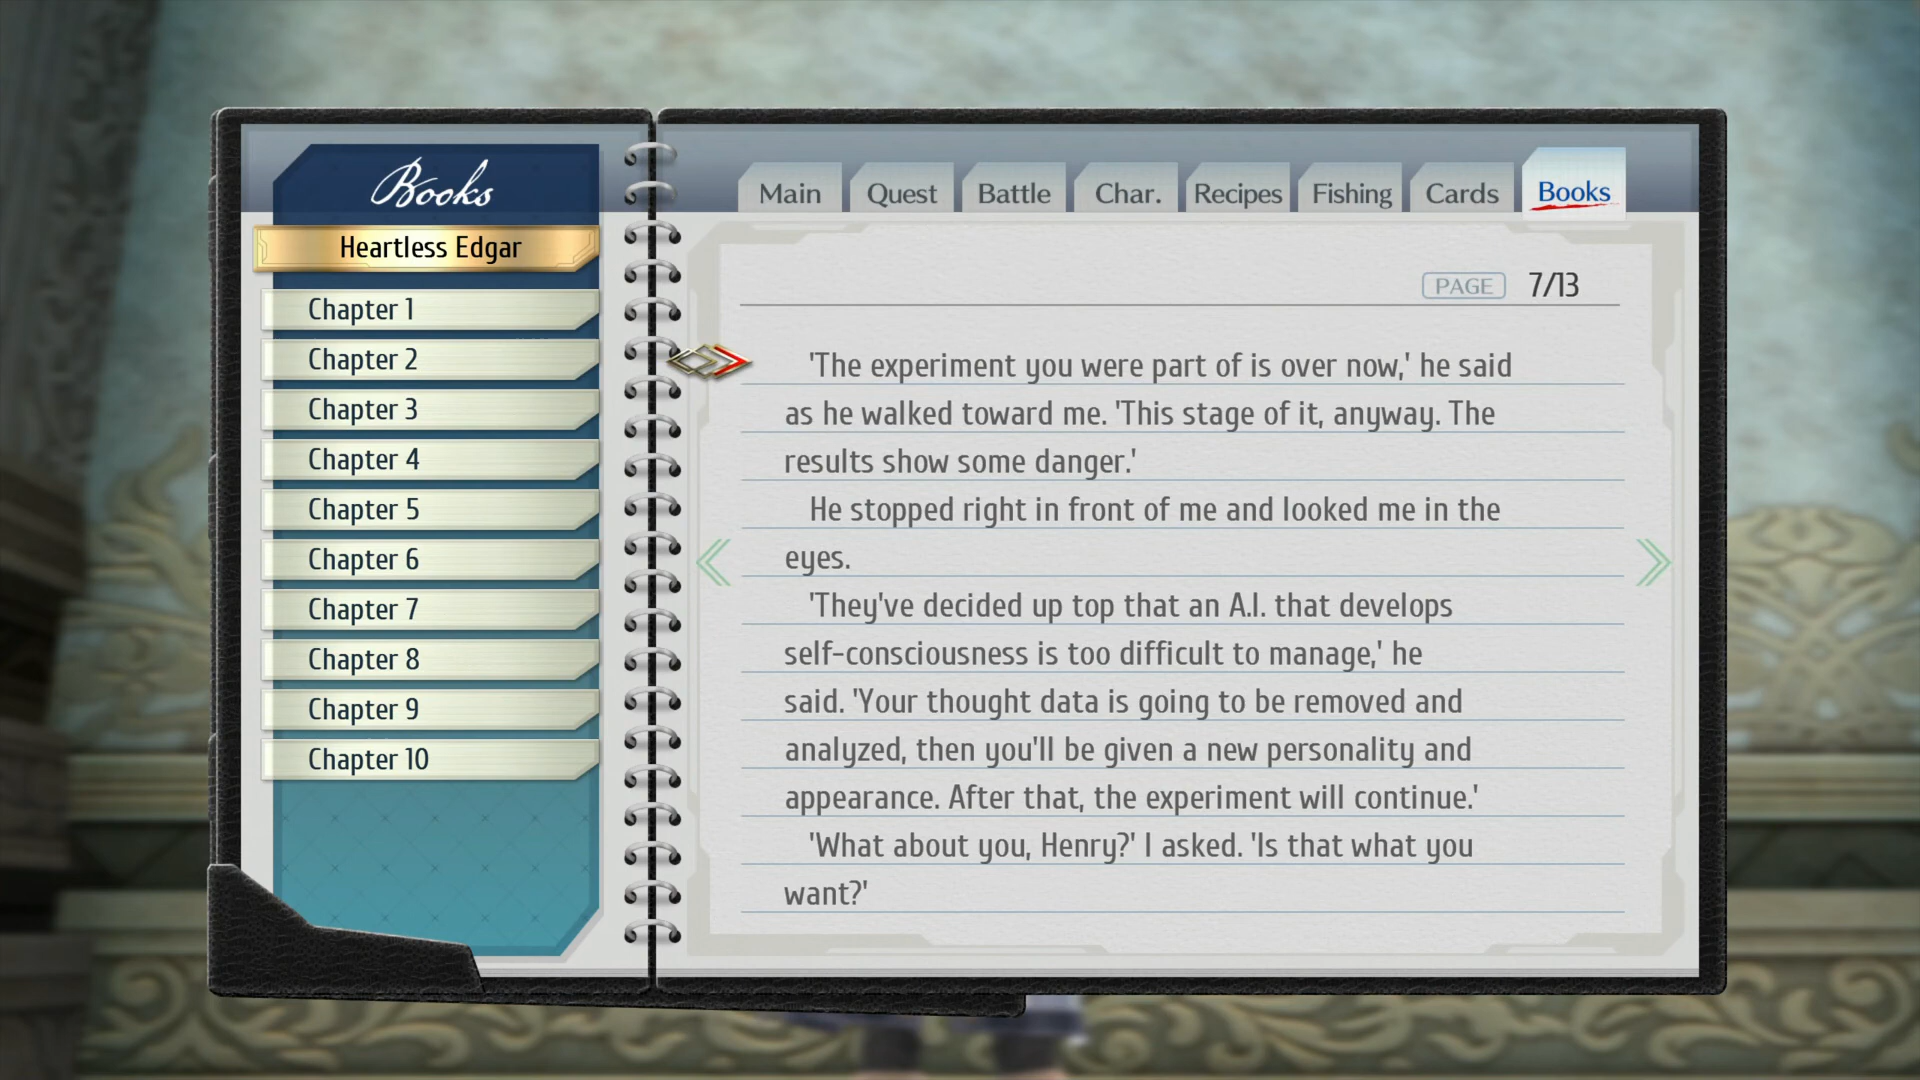 Books
Heartless Edgar
Chapter 1
Chapter 2
Chapter 3
Chapter 4
Chapter 5
Chapter 6
Chapter 7
Chapter 8
Chapter 9
Chapter 10
Main Quest Battle Char. Recipes Fishing Cards Books
PAGE 7/13
'The experiment you were part of is over now,' he said
as he walked toward me. 'This stage of it, anyway. The
results show some danger.'
He stopped right in front of me and looked me in the
eyes.
'They've decided up top that an A.I. that develops
self-consciousness is too difficult to manage,' he
said. 'Your thought data is going to be removed and
analyzed, then you'll be given a new personality and
appearance. After that, the experiment will continue.'
'What about you, Henry?' I asked. 'Is that what you
want?'